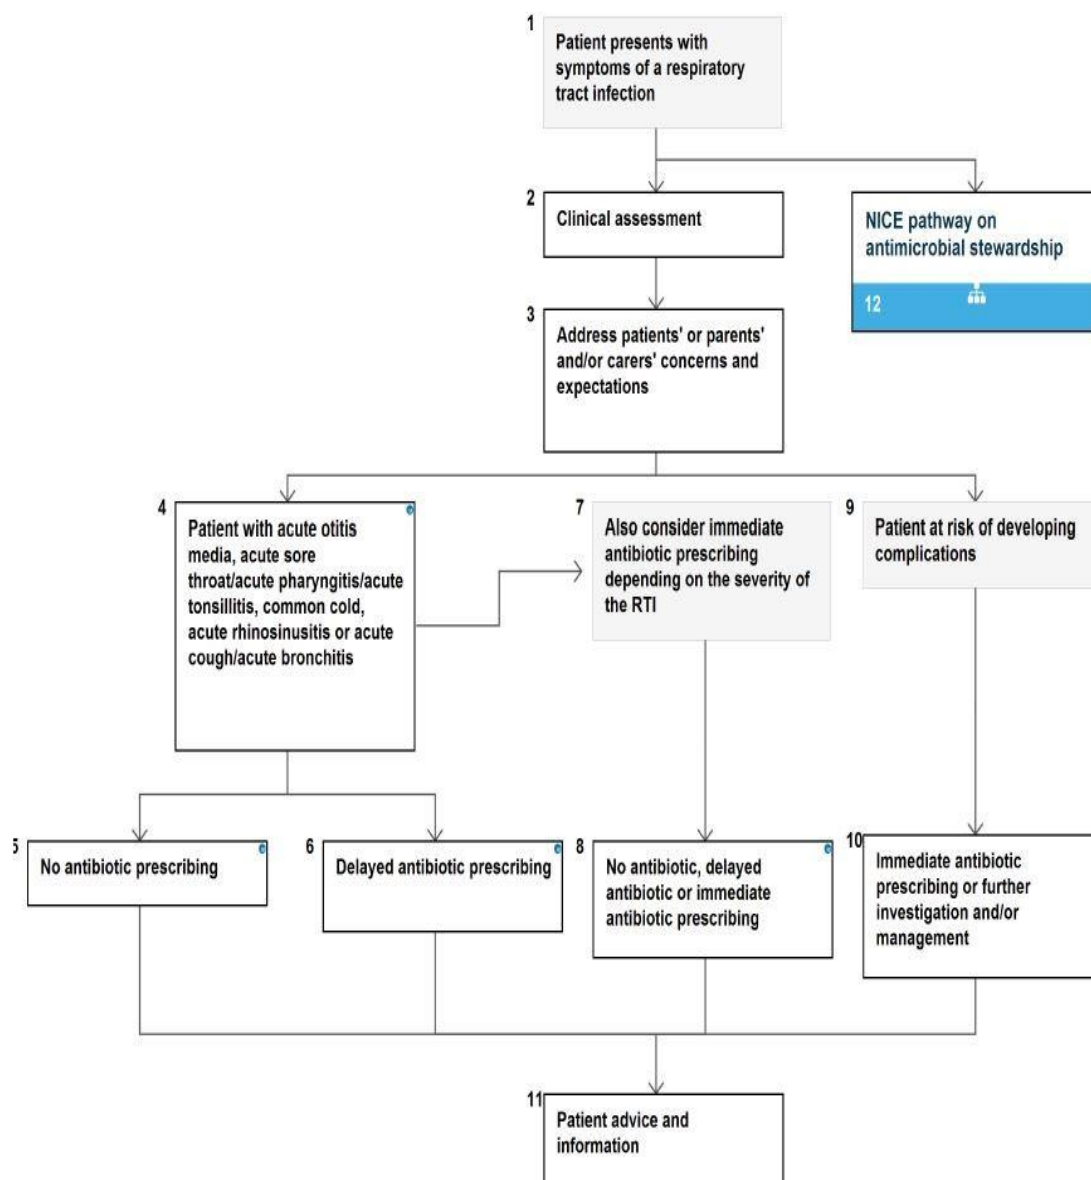 1
Patient presents with
symptoms of a respiratory
tract infection
2
Clinical assessment
NICE pathway on
antimicrobial stewardship
12
3
Address patients' or parents'
and/or carers' concerns and
expectations
4
Patient with acute otitis
media, acute sore
throat/acute pharyngitis/acute
tonsillitis, common cold,
acute rhinosinusitis or acute
cough/acute bronchitis
7
Also consider immediate
antibiotic prescribing
depending on the severity of
the RTI
9
Patient at risk of developing
complications
5
No antibiotic prescribing
6
Delayed antibiotic prescribing
8
No antibiotic, delayed
antibiotic or immediate
antibiotic prescribing
10
Immediate antibiotic
prescribing or further
investigation and/or
management
11
Patient advice and
information